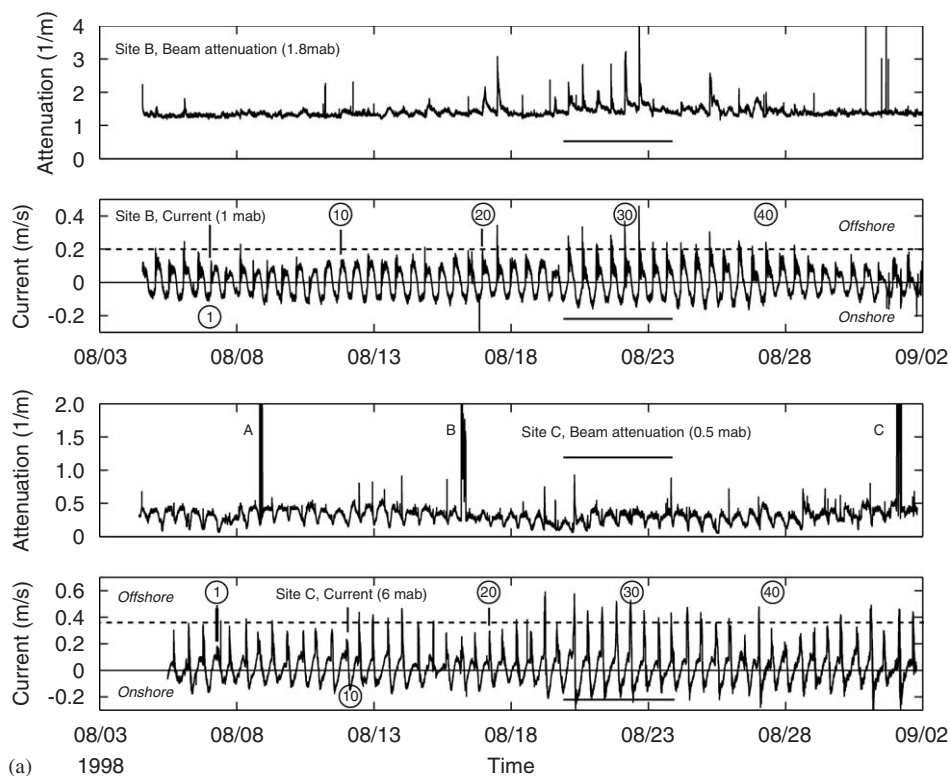 Attenuation (1/m)
4
3
2
1
0
Site B, Beam attenuation (1.8mab)
Current (m/s)
0.4
0.2
0
-0.2
Site B, Current (1 mab)
10
20
30
40
Offshore
1
Onshore
08/03 08/08 08/13 08/18 08/23 08/28 09/02
Attenuation (1/m)
2.0
1.5
1.0
0.5
0
A
B
Site C, Beam attenuation (0.5 mab)
C
Current (m/s)
0.6
0.4
0.2
0
-0.2
Offshore
1
Site C, Current (6 mab)
20
30
40
Onshore
10
08/03 08/08 08/13 08/18 08/23 08/28 09/02
(a) 1998 Time